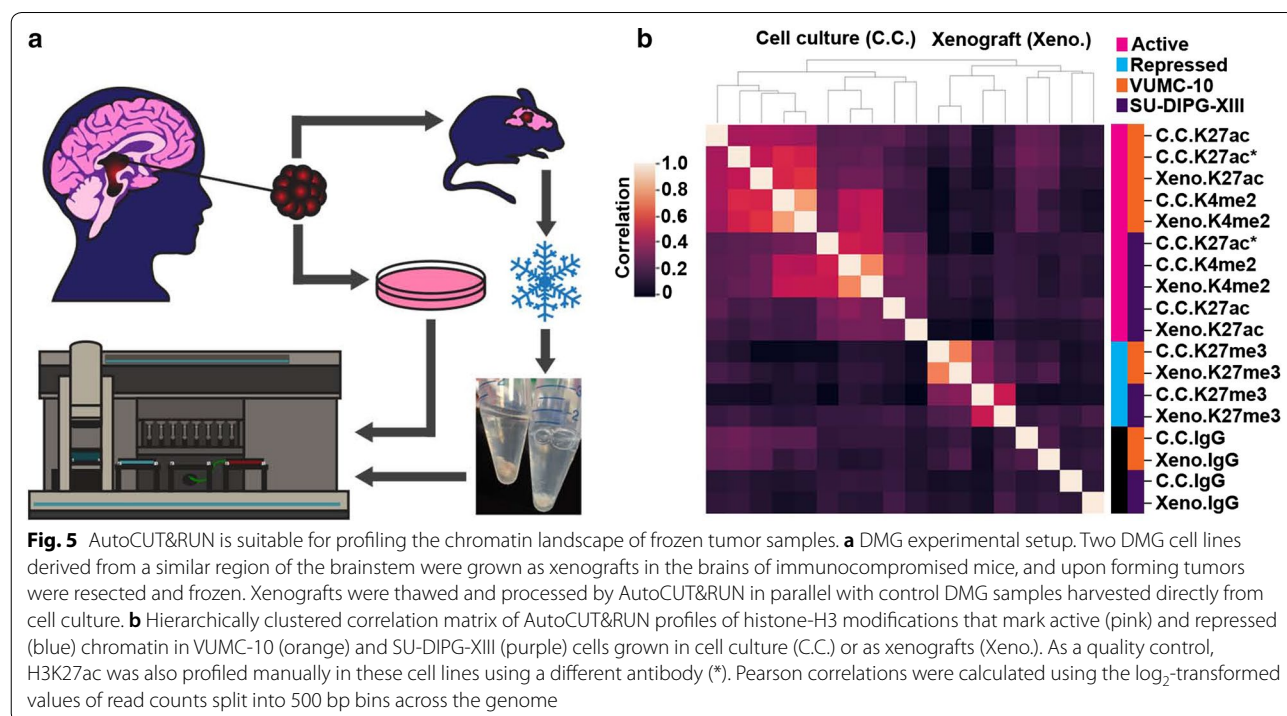 a
b
Cell culture (C.C.) Xenograft (Xeno.)
Active
Repressed
VUMC-10
SU-DIPG-XIII
Correlation
1.0
0.8
0.6
0.4
0.2
0
C.C.K27ac
C.C.K27ac*
Xeno.K27ac
C.C.K4me2
Xeno.K4me2
C.C.K27ac*
C.C.K4me2
Xeno.K4me2
C.C.K27ac
Xeno.K27ac
C.C.K27me3
Xeno.K27me3
C.C.K27me3
Xeno.K27me3
C.C.IgG
Xeno.IgG
C.C.IgG
Xeno.IgG
Fig. 5 AutoCUT&RUN is suitable for profiling the chromatin landscape of frozen tumor samples. a DMG experimental setup. Two DMG cell lines
derived from a similar region of the brainstem were grown as xenografts in the brains of immunocompromised mice, and upon forming tumors
were resected and frozen. Xenografts were thawed and processed by AutoCUT&RUN in parallel with control DMG samples harvested directly from
cell culture. b Hierarchically clustered correlation matrix of AutoCUT&RUN profiles of histone-H3 modifications that mark active (pink) and repressed
(blue) chromatin in VUMC-10 (orange) and SU-DIPG-XIII (purple) cells grown in cell culture (C.C.) or as xenografts (Xeno.). As a quality control,
H3K27ac was also profiled manually in these cell lines using a different antibody (*). Pearson correlations were calculated using the log2-transformed
values of read counts split into 500 bp bins across the genome